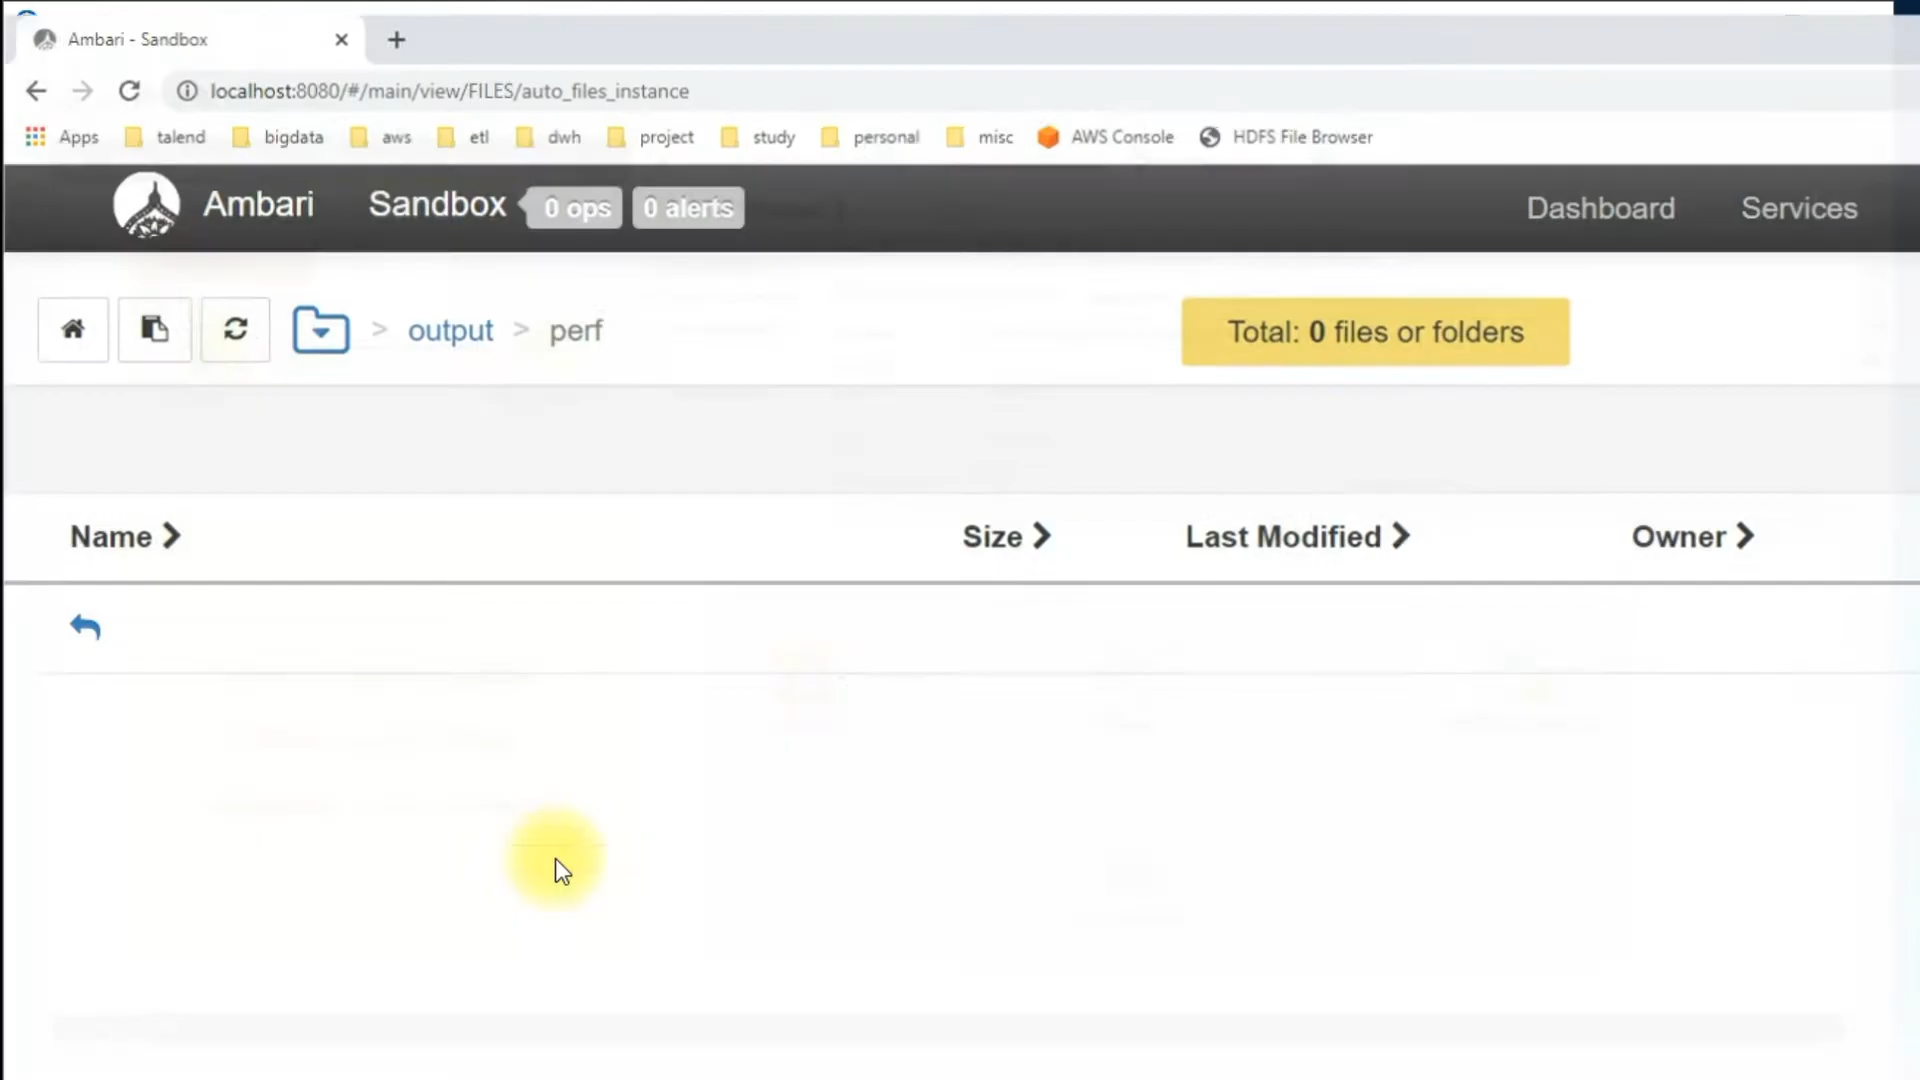 Ambari - Sandbox
localhost:8080/#/main/view/FILES/auto_files_instance
Apps talend bigdata aws etl dwh project study personal misc AWS Console HDFS File Browser
Ambari Sandbox 0 ops 0 alerts Dashboard Services
> output > perf Total: 0 files or folders
Name Size Last Modified Owner